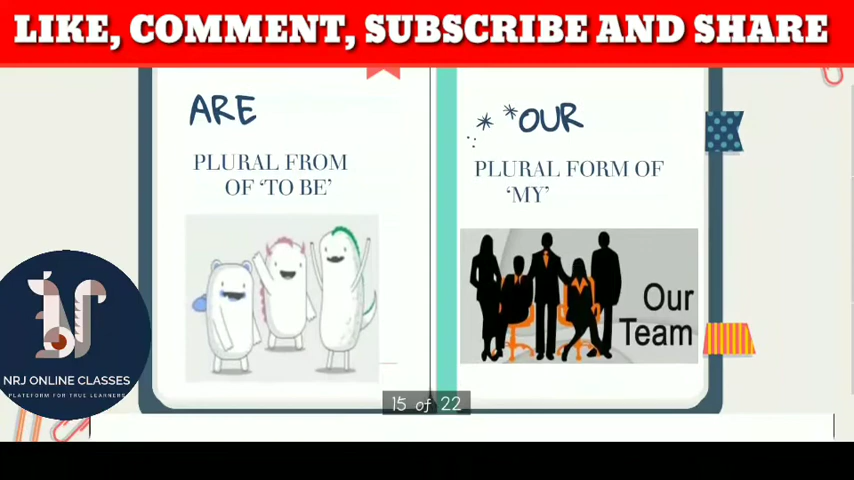 LIKE, COMMENT, SUBSCRIBE AND SHARE
ARE
PLURAL FROM
OF ‘TO BE’
* *OUR
PLURAL FORM OF
‘MY’
Our
Team
NRJ ONLINE CLASSES
PLATEFORM FOR TRUE LEARNERS
15 of 22